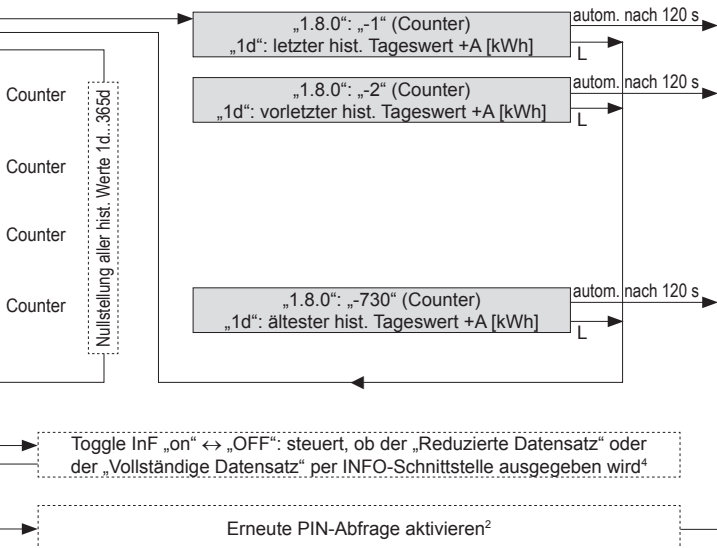 „1.8.0“: „-1“ (Counter)
„1d“: letzter hist. Tageswert +A [kWh]
autom. nach 120 s
L
„1.8.0“: „-2“ (Counter)
„1d“: vorletzter hist. Tageswert +A [kWh]
autom. nach 120 s
L
Counter
Counter
Counter
Counter
Nullstellung aller hist. Werte 1d...365d
„1.8.0“: „-730“ (Counter)
„1d“: ältester hist. Tageswert +A [kWh]
autom. nach 120 s
L
Toggle InF „on“ ↔ „OFF“: steuert, ob der „Reduzierte Datensatz“ oder
der „Vollständige Datensatz“ per INFO-Schnittstelle ausgegeben wird⁴
Erneute PIN-Abfrage aktivieren²